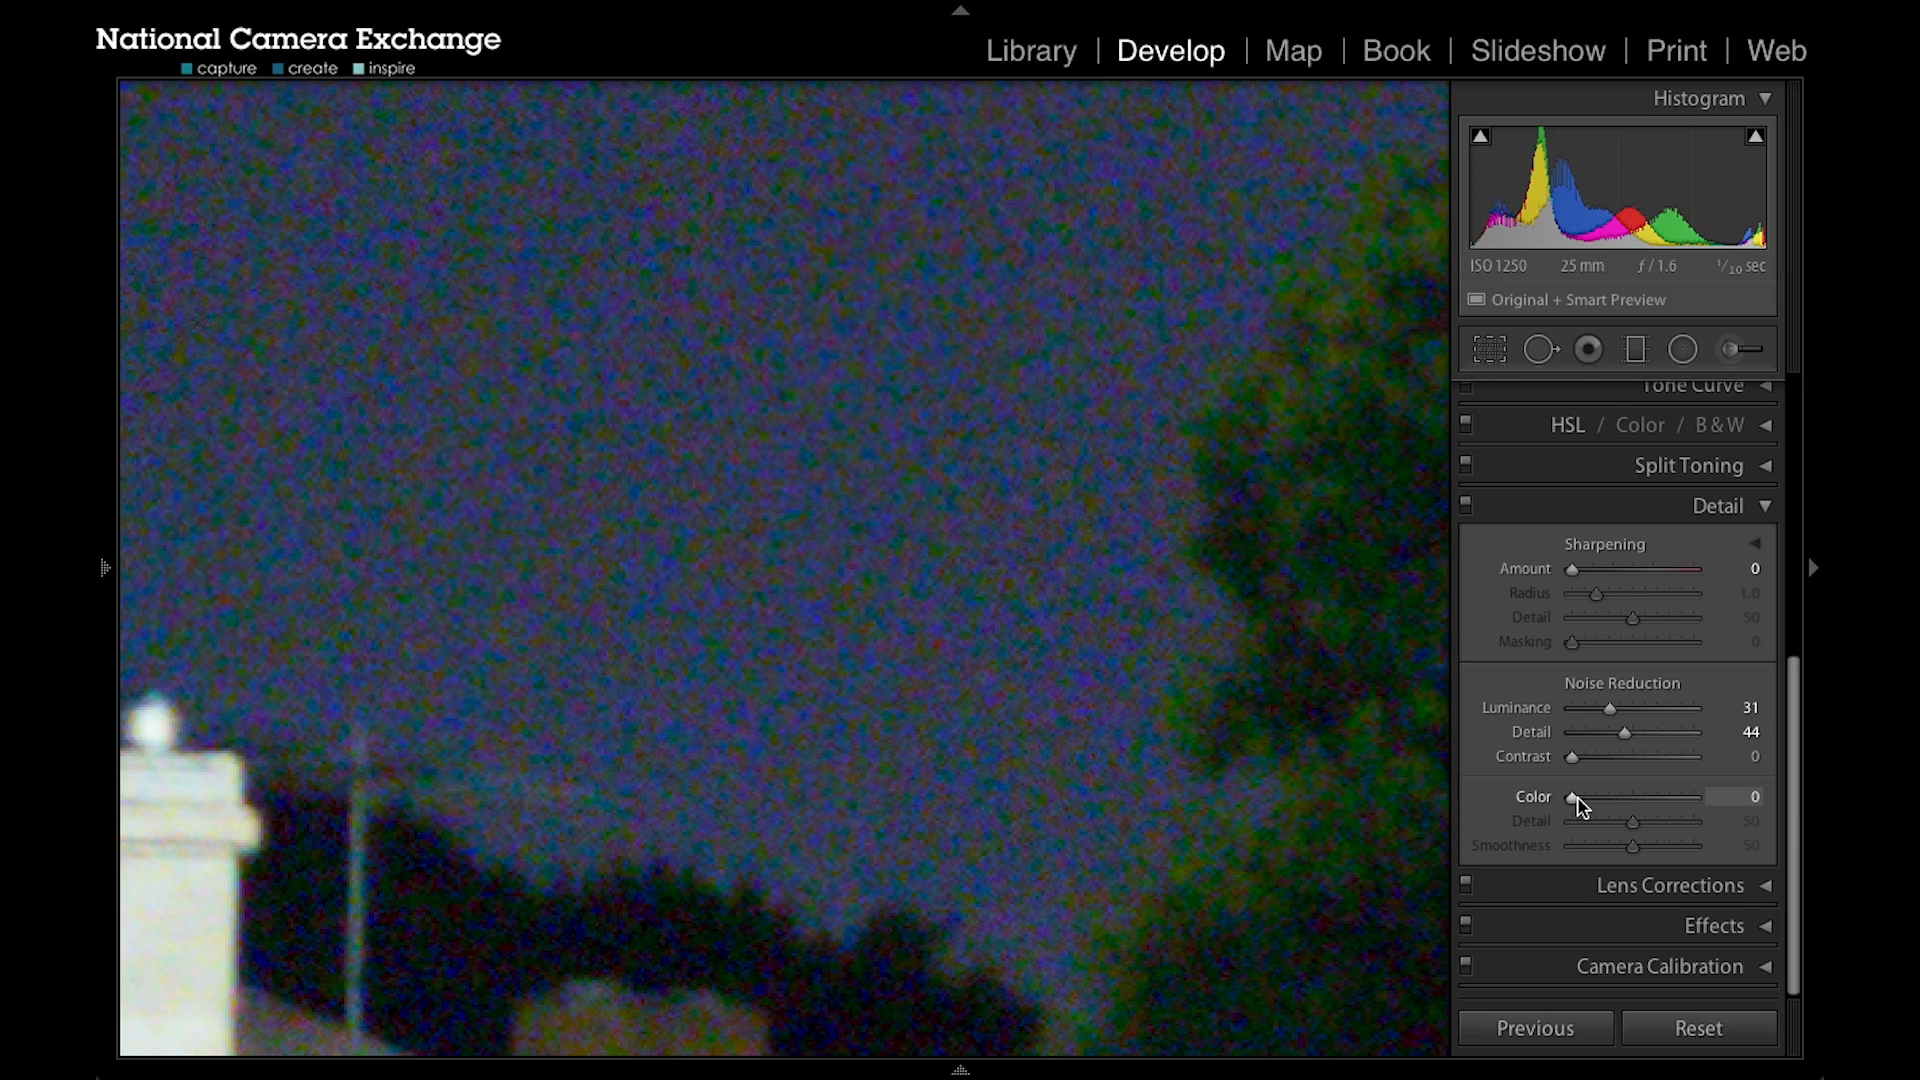 National Camera Exchange
capture create inspire
Library | Develop | Map | Book | Slideshow | Print | Web
Histogram
ISO 1250 25 mm ƒ / 1.6 1/10 sec
Original + Smart Preview
Tone Curve
HSL / Color / B & W
Split Toning
Detail
Sharpening
Amount 0
Radius 1.0
Detail 50
Masking 0
Noise Reduction
Luminance 31
Detail 44
Contrast 0
Color 0
Detail 50
Smoothness 50
Lens Corrections
Effects
Camera Calibration
Previous Reset